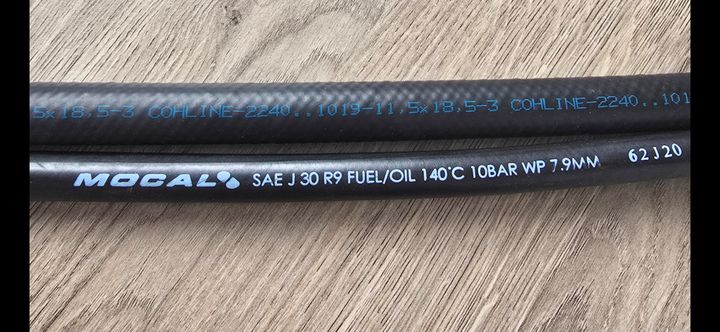 5x18,5-3 COHLINE-2240..1019-11,5x18,5-3 COHLINE-2240..101
MOCAL SAE J 30 R9 FUEL/OIL 140°C 10BAR WP 7.9MM 62J20